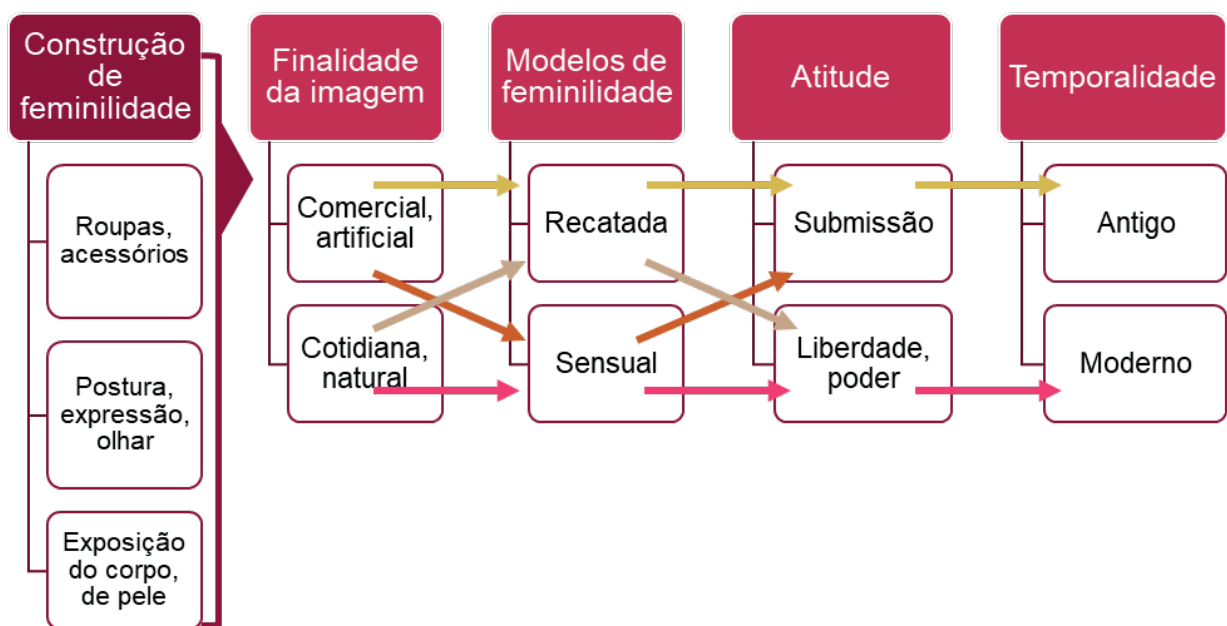 Construção
de
feminilidade
Roupas,
acessórios
Postura,
expressão,
olhar
Exposição
do corpo,
de pele
Finalidade
da imagem
Comercial,
artificial
Cotidiana,
natural
Modelos de
feminilidade
Recatada
Sensual
Atitude
Submissão
Liberdade,
poder
Temporalidade
Antigo
Moderno